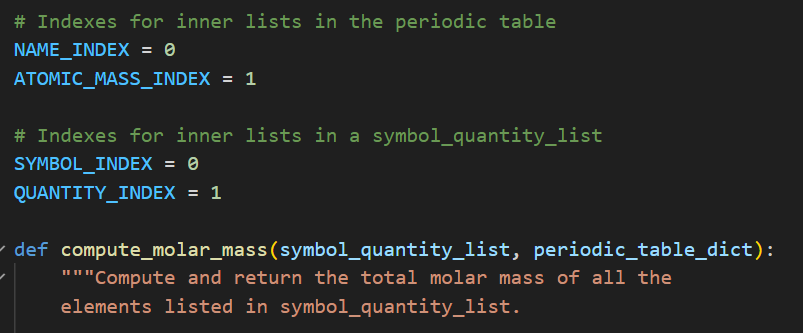 # Indexes for inner lists in the periodic table
NAME_INDEX = 0
ATOMIC_MASS_INDEX = 1
# Indexes for inner lists in a symbol_quantity_list
SYMBOL_INDEX = 0
QUANTITY_INDEX = 1
def compute_molar_mass(symbol_quantity_list, periodic_table_dict):
"""Compute and return the total molar mass of all the
elements listed in symbol_quantity_list.